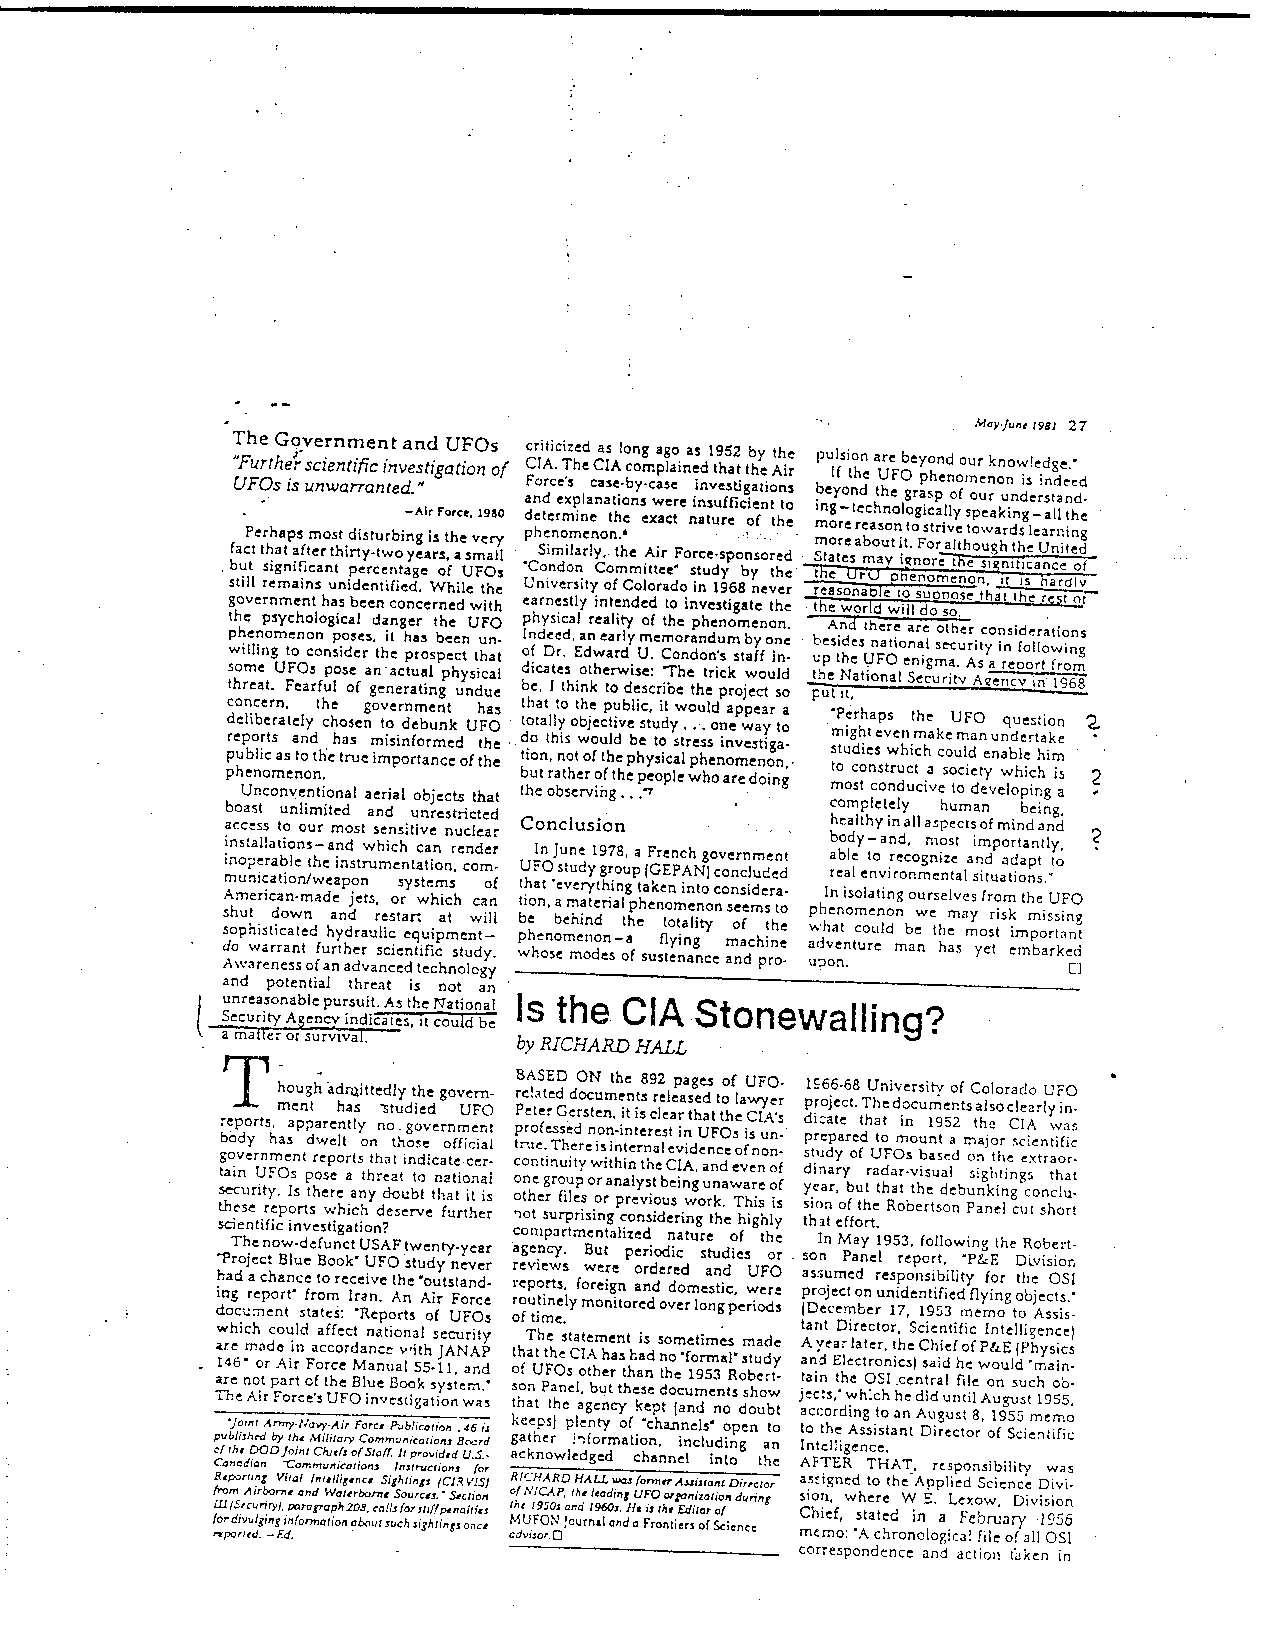 May-June 1981 27
The Government and UFOs
"Further scientific investigation of
UFOs is unwarranted."
—Air Force, 1980
Perhaps most disturbing is the very
fact that after thirty-two years, a small
but significant percentage of UFOs
still remains unidentified. While the
government has been concerned with
the psychological danger the UFO
phenomenon poses, it has been un-
willing to consider the prospect that
some UFOs pose an actual physical
threat. Fearful of generating undue
concern, the government has
deliberately chosen to debunk UFO
reports and has misinformed the
public as to the true importance of the
phenomenon.
Unconventional aerial objects that
boast unlimited and unrestricted
access to our most sensitive nuclear
installations—and which can render
inoperable the instrumentation, com-
munication/weapon systems of
American-made jets, or which can
shut down and restart at will
sophisticated hydraulic equipment—
do warrant further scientific study.
Awareness of an advanced technology
and potential threat is not an
unreasonable pursuit. As the National
Security Agency indicates, it could be
a matter of survival.
Though admittedly the govern-
ment has studied UFO
reports, apparently no government
body has dwelt on those official
government reports that indicate cer-
tain UFOs pose a threat to national
security. Is there any doubt that it is
these reports which deserve further
scientific investigation?
The now-defunct USAF twenty-year
"Project Blue Book" UFO study never
had a chance to receive the "outstand-
ing report" from Iran. An Air Force
document states: "Reports of UFOs
which could affect national security
are made in accordance with JANAP
146* or Air Force Manual 55-11, and
are not part of the Blue Book system."
The Air Force's UFO investigation was
*Joint Army-Navy-Air Force Publication 146 is
published by the Military Communications Board
of the DOD Joint Chiefs of Staff. It provided U.S.-
Canadian "Communications Instructions for
Reporting Vital Intelligence Sightings (CIRVIS)
from Airborne and Waterborne Sources." Section
III (Security), paragraph 208, calls for stiff penalties
for divulging information about such sightings once
reported. —Ed.
criticized as long ago as 1952 by the
CIA. The CIA complained that the Air
Force's case-by-case investigations
and explanations were insufficient to
determine the exact nature of the
phenomenon.
Similarly, the Air Force-sponsored
"Condon Committee" study by the
University of Colorado in 1968 never
earnestly intended to investigate the
physical reality of the phenomenon.
Indeed, an early memorandum by one
of Dr. Edward U. Condon's staff in-
dicates otherwise: "The trick would
be, I think to describe the project so
that to the public, it would appear a
totally objective study . . . one way to
do this would be to stress investiga-
tion, not of the physical phenomenon,
but rather of the people who are doing
the observing . . ."
Conclusion
In June 1978, a French government
UFO study group (GEPAN) concluded
that "everything taken into considera-
tion, a material phenomenon seems to
be behind the totality of the
phenomenon—a flying machine
whose modes of sustenance and pro-
pulsion are beyond our knowledge."
If the UFO phenomenon is indeed
beyond the grasp of our understand-
ing—technologically speaking—all the
more reason to strive towards learning
more about it. For although the United
States may ignore the significance of
the UFO phenomenon, it is hardly
reasonable to suppose that the rest of
the world will do so.
And there are other considerations
besides national security in following
up the UFO enigma. As a report from
the National Security Agency in 1968
put it,
"Perhaps the UFO question ?
might even make man undertake
studies which could enable him
to construct a society which is ?
most conducive to developing a
completely human being,
healthy in all aspects of mind and
body—and, most importantly, ?
able to recognize and adapt to
real environmental situations."
In isolating ourselves from the UFO
phenomenon we may risk missing
what could be the most important
adventure man has yet embarked
upon.
Is the CIA Stonewalling?
by RICHARD HALL
BASED ON the 892 pages of UFO-
related documents released to lawyer
Peter Gersten, it is clear that the CIA's
professed non-interest in UFOs is un-
true. There is internal evidence of non-
continuity within the CIA, and even of
one group or analyst being unaware of
other files or previous work. This is
not surprising considering the highly
compartmentalized nature of the
agency. But periodic studies or
reviews were ordered and UFO
reports, foreign and domestic, were
routinely monitored over long periods
of time.
The statement is sometimes made
that the CIA has had no "formal" study
of UFOs other than the 1953 Robert-
son Panel, but these documents show
that the agency kept (and no doubt
keeps) plenty of "channels" open to
gather information, including an
acknowledged channel into the
RICHARD HALL was former Assistant Director
of NICAP, the leading UFO organization during
the 1950s and 1960s. He is the Editor of
MUFON Journal and a Frontiers of Science
advisor.
1966-68 University of Colorado UFO
project. The documents also clearly in-
dicate that in 1952 the CIA was
prepared to mount a major scientific
study of UFOs based on the extraor-
dinary radar-visual sightings that
year, but that the debunking conclu-
sion of the Robertson Panel cut short
that effort.
In May 1953, following the Robert-
son Panel report, "P&E Division
assumed responsibility for the OSI
project on unidentified flying objects."
(December 17, 1953 memo to Assis-
tant Director, Scientific Intelligence)
A year later, the Chief of P&E (Physics
and Electronics) said he would "main-
tain the OSI central file on such ob-
jects," which he did until August 1955,
according to an August 8, 1955 memo
to the Assistant Director of Scientific
Intelligence.
AFTER THAT, responsibility was
assigned to the Applied Science Divi-
sion, where W E. Lexow, Division
Chief, stated in a February 1956
memo: "A chronological file of all OSI
correspondence and action taken in